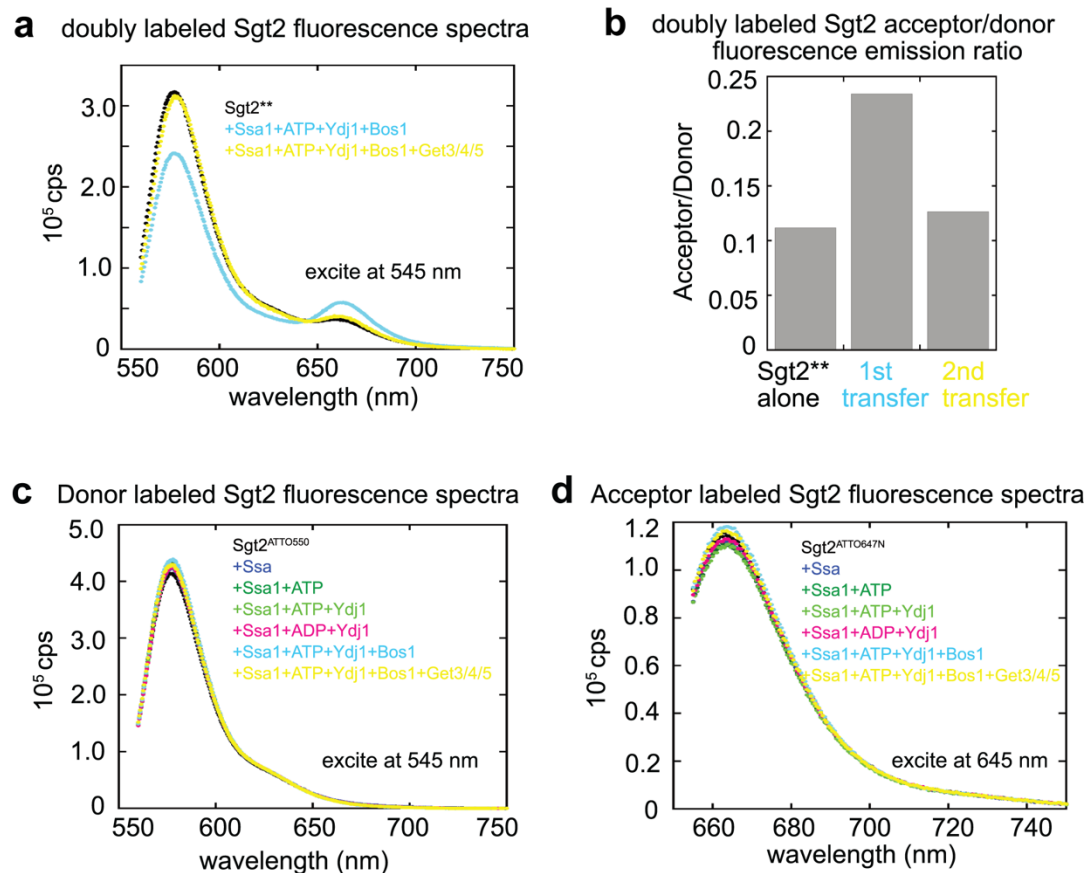 a doubly labeled Sgt2 fluorescence spectra
10⁵ cps
3.0
2.0
1.0
0
Sgt2**
+Ssa1+ATP+Ydj1+Bos1
+Ssa1+ATP+Ydj1+Bos1+Get3/4/5
excite at 545 nm
550 600 650 700 750
wavelength (nm)
b doubly labeled Sgt2 acceptor/donor
fluorescence emission ratio
Acceptor/Donor
0.25
0.2
0.15
0.1
0.05
0
Sgt2** 1st 2nd
alone transfer transfer
c Donor labeled Sgt2 fluorescence spectra
10⁵ cps
5.0
4.0
3.0
2.0
1.0
0
Sgt2ᴬᵀᵀᴼ⁵⁵⁰
+Ssa
+Ssa1+ATP
+Ssa1+ATP+Ydj1
+Ssa1+ADP+Ydj1
+Ssa1+ATP+Ydj1+Bos1
+Ssa1+ATP+Ydj1+Bos1+Get3/4/5
excite at 545 nm
550 600 650 700 750
wavelength (nm)
d Acceptor labeled Sgt2 fluorescence spectra
10⁵ cps
1.2
1.0
0.8
0.6
0.4
0.2
0
Sgt2ᴬᵀᵀᴼ⁶⁴⁷ᴺ
+Ssa
+Ssa1+ATP
+Ssa1+ATP+Ydj1
+Ssa1+ADP+Ydj1
+Ssa1+ATP+Ydj1+Bos1
+Ssa1+ATP+Ydj1+Bos1+Get3/4/5
excite at 645 nm
660 680 700 720 740
wavelength (nm)